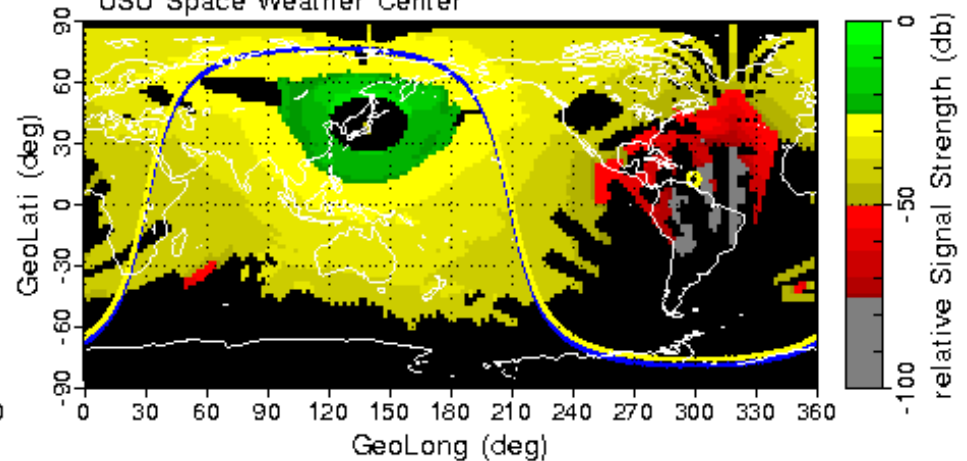 USU Space Weather Center
90
60
30
0
-30
-60
-90
GeoLati (deg)
0 30 60 90 120 150 180 210 240 270 300 330 360
GeoLong (deg)
0
-50
-100
relative Signal Strength (db)
0